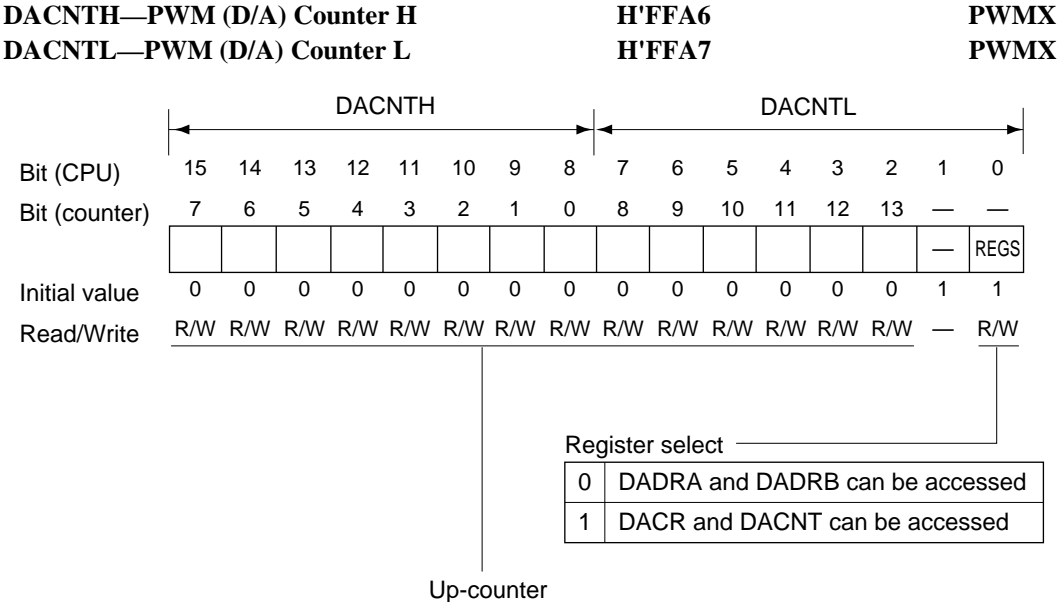 DACNTH—PWM (D/A) Counter H H'FFA6 PWMX
DACNTL—PWM (D/A) Counter L H'FFA7 PWMX
DACNTH DACNTL
Bit (CPU) 15 14 13 12 11 10 9 8 7 6 5 4 3 2 1 0
Bit (counter) 7 6 5 4 3 2 1 0 8 9 10 11 12 13 — —
— REGS
Initial value 0 0 0 0 0 0 0 0 0 0 0 0 0 0 1 1
Read/Write R/W R/W R/W R/W R/W R/W R/W R/W R/W R/W R/W R/W R/W R/W — R/W
Register select
0 DADRA and DADRB can be accessed
1 DACR and DACNT can be accessed
Up-counter